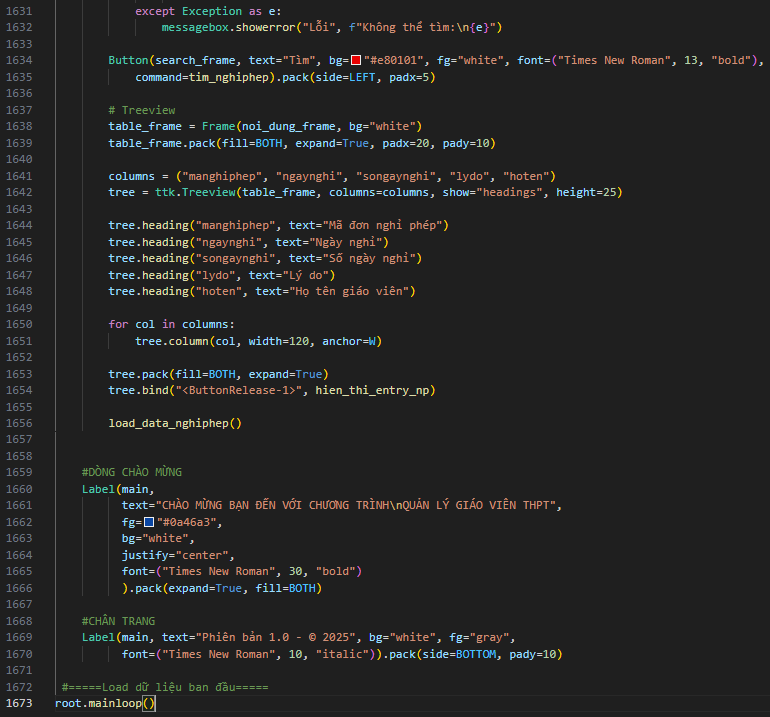 1631 except Exception as e:
1632 messagebox.showerror("Lỗi", f"Không thể tìm:\n{e}")
1633
1634 Button(search_frame, text="Tìm", bg="#e80101", fg="white", font=("Times New Roman", 13, "bold"),
1635 command=tim_nghiphep).pack(side=LEFT, padx=5)
1636
1637 # Treeview
1638 table_frame = Frame(noi_dung_frame, bg="white")
1639 table_frame.pack(fill=BOTH, expand=True, padx=20, pady=10)
1640
1641 columns = ("manghiphep", "ngaynghi", "songaynghi", "lydo", "hoten")
1642 tree = ttk.Treeview(table_frame, columns=columns, show="headings", height=25)
1643
1644 tree.heading("manghiphep", text="Mã đơn nghỉ phép")
1645 tree.heading("ngaynghi", text="Ngày nghỉ")
1646 tree.heading("songaynghi", text="Số ngày nghỉ")
1647 tree.heading("lydo", text="Lý do")
1648 tree.heading("hoten", text="Họ tên giáo viên")
1649
1650 for col in columns:
1651 tree.column(col, width=120, anchor=W)
1652
1653 tree.pack(fill=BOTH, expand=True)
1654 tree.bind("<ButtonRelease-1>", hien_thi_entry_np)
1655
1656 load_data_nghiphep()
1657
1658
1659 #DÒNG CHÀO MỪNG
1660 Label(main,
1661 text="CHÀO MỪNG BẠN ĐẾN VỚI CHƯƠNG TRÌNH\nQUẢN LÝ GIÁO VIÊN THPT",
1662 fg="#0a46a3",
1663 bg="white",
1664 justify="center",
1665 font=("Times New Roman", 30, "bold")
1666 ).pack(expand=True, fill=BOTH)
1667
1668 #CHÂN TRANG
1669 Label(main, text="Phiên bản 1.0 - © 2025", bg="white", fg="gray",
1670 font=("Times New Roman", 10, "italic")).pack(side=BOTTOM, pady=10)
1671
1672 #=====Load dữ liệu ban đầu=====
1673 root.mainloop()